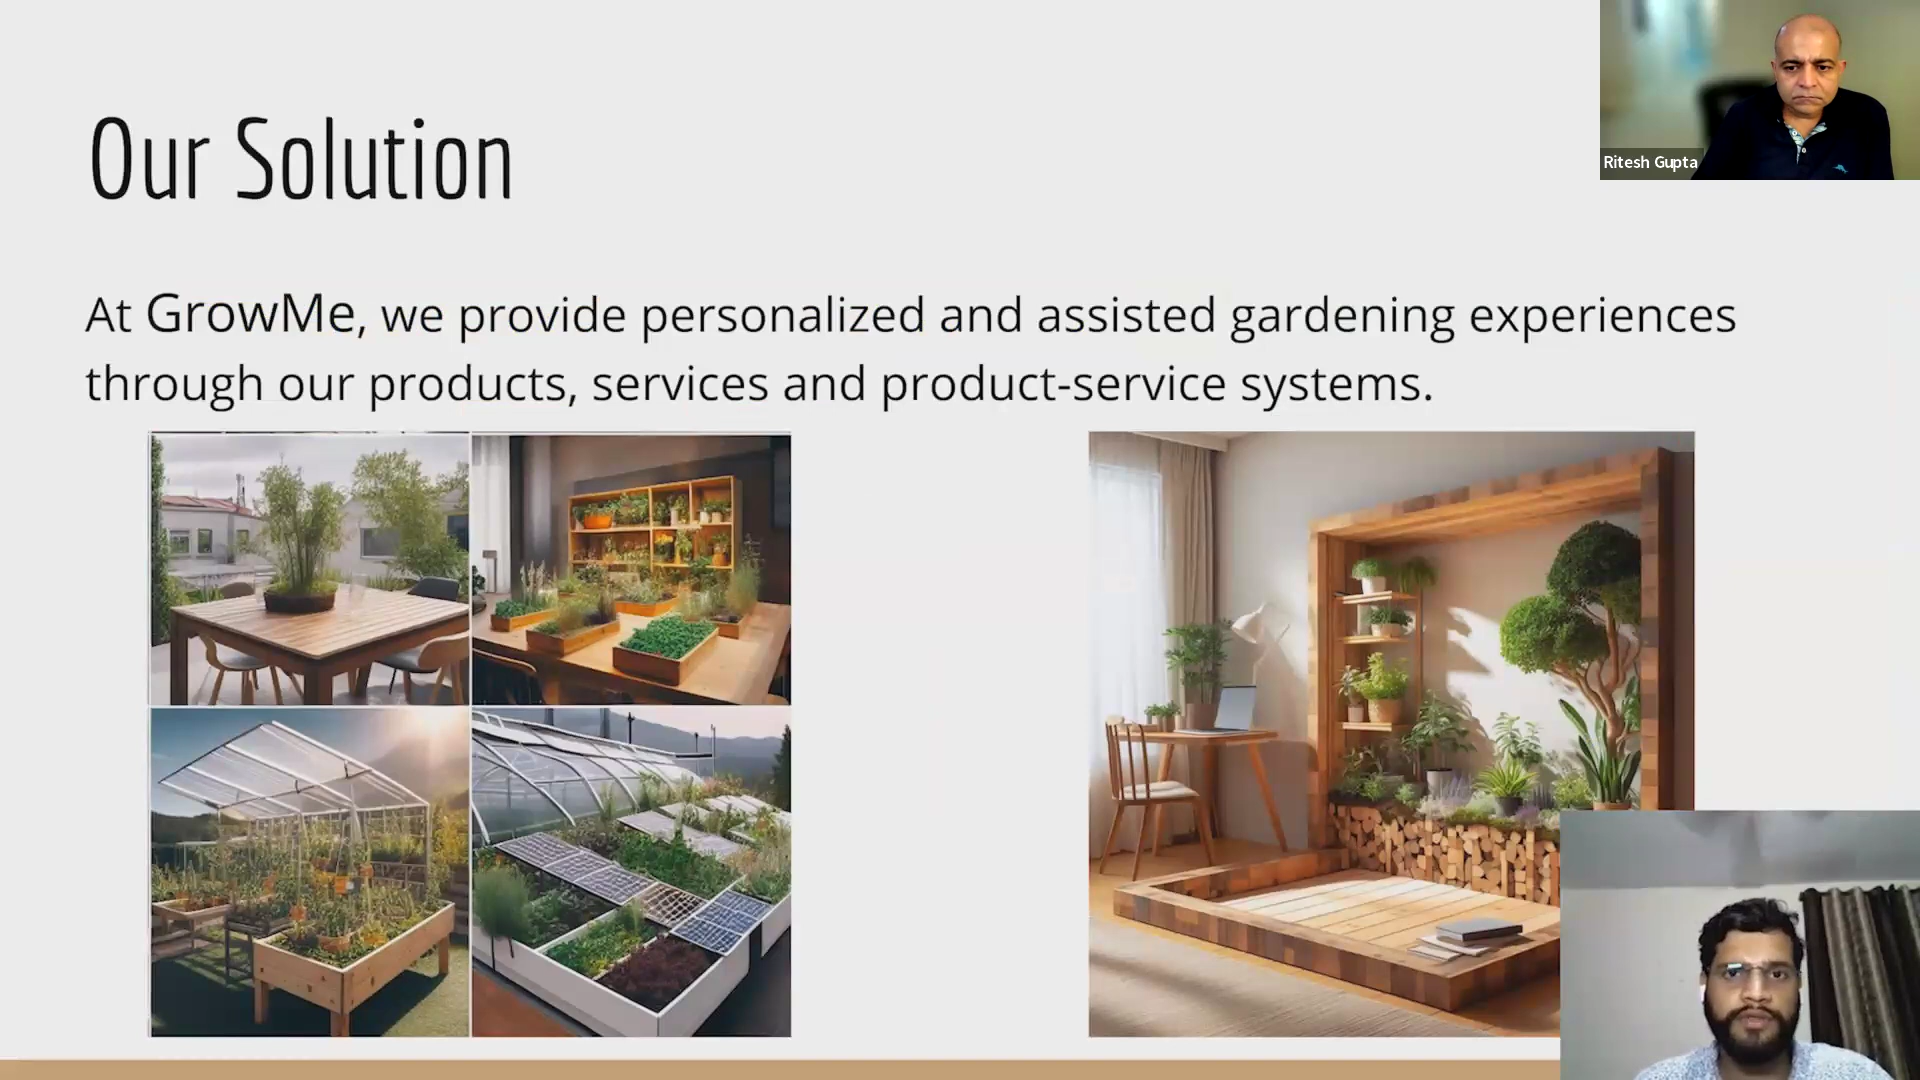 Our Solution
At GrowMe, we provide personalized and assisted gardening experiences
through our products, services and product-service systems.
Ritesh Gupta